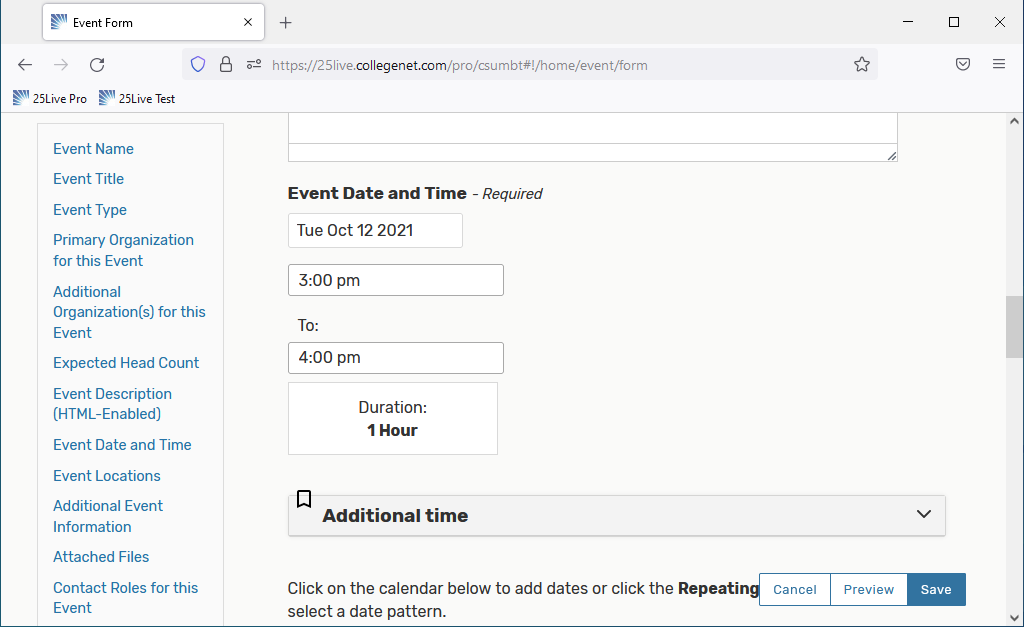 Event Form
https://25live.collegenet.com/pro/csumbt#!/home/event/form
25Live Pro
25Live Test
Event Name
Event Title
Event Type
Primary Organization
for this Event
Additional
Organization(s) for this
Event
Expected Head Count
Event Description
(HTML-Enabled)
Event Date and Time
Event Locations
Additional Event
Information
Attached Files
Contact Roles for this
Event
Event Date and Time - Required
Tue Oct 12 2021
3:00 pm
To:
4:00 pm
Duration:
1 Hour
Additional time
Click on the calendar below to add dates or click the Repeating
select a date pattern.
Cancel
Preview
Save